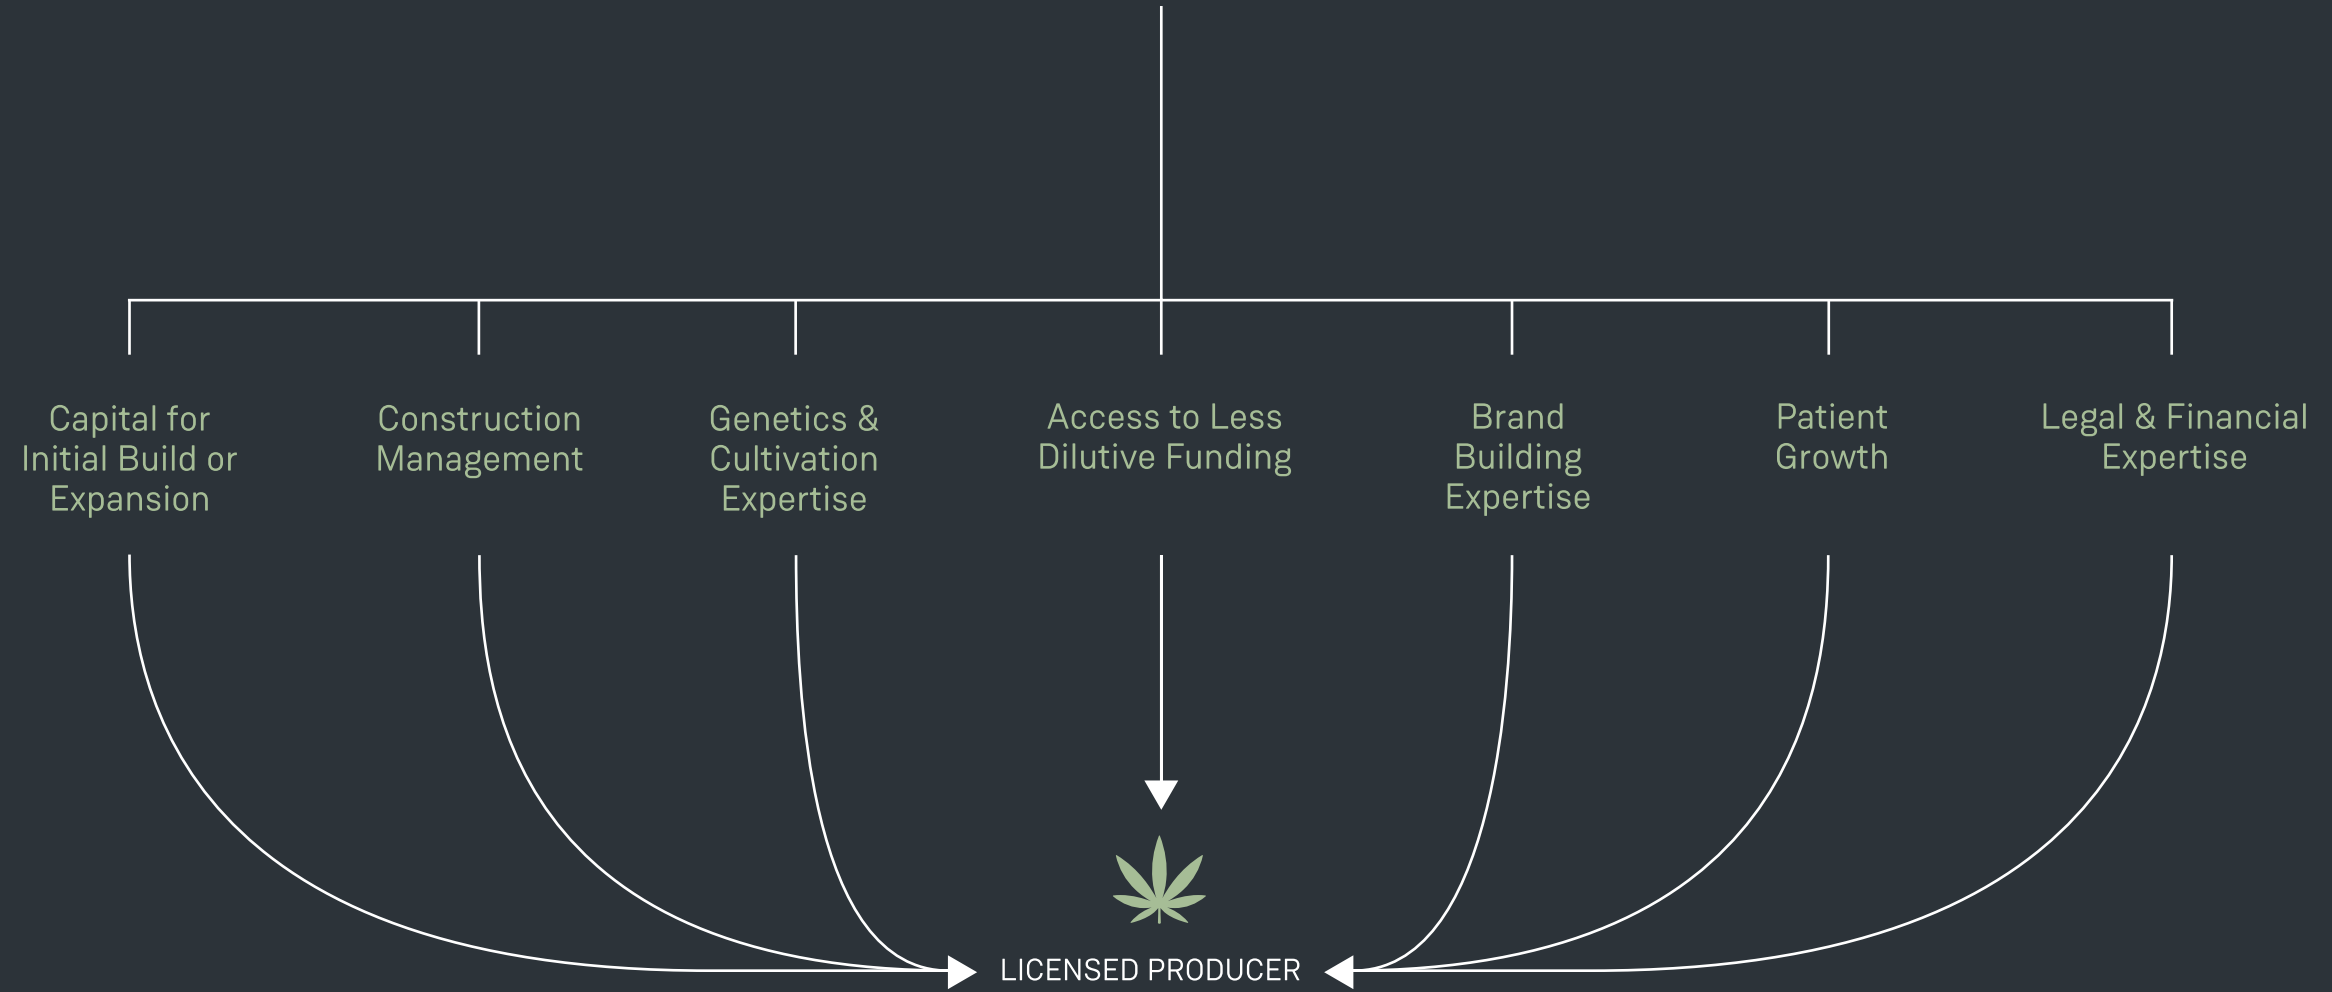 Capital for
Initial Build or
Expansion
Construction
Management
Genetics &
Cultivation
Expertise
Access to Less
Dilutive Funding
Brand
Building
Expertise
Patient
Growth
Legal & Financial
Expertise
LICENSED PRODUCER